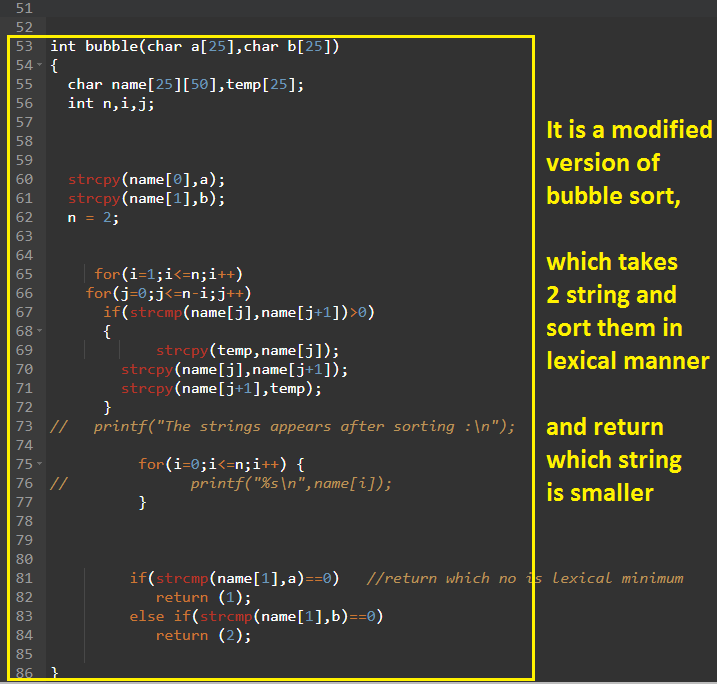 51
52
53 int bubble(char a[25],char b[25])
54 {
55 char name[25][50],temp[25];
56 int n,i,j;
57
58
59
60 strcpy(name[0],a);
61 strcpy(name[1],b);
62 n = 2;
63
64
65 for(i=1;i<=n;i++)
66 for(j=0;j<=n-i;j++)
67 if(strcmp(name[j],name[j+1])>0)
68 {
69 strcpy(temp,name[j]);
70 strcpy(name[j],name[j+1]);
71 strcpy(name[j+1],temp);
72 }
73 // printf("The strings appears after sorting :\n");
74
75 for(i=0;i<=n;i++) {
76 // printf("%s\n",name[i]);
77 }
78
79
80
81 if(strcmp(name[1],a)==0) //return which no is lexical minimum
82 return (1);
83 else if(strcmp(name[1],b)==0)
84 return (2);
85
86 }
It is a modified
version of
bubble sort,
which takes
2 string and
sort them in
lexical manner
and return
which string
is smaller